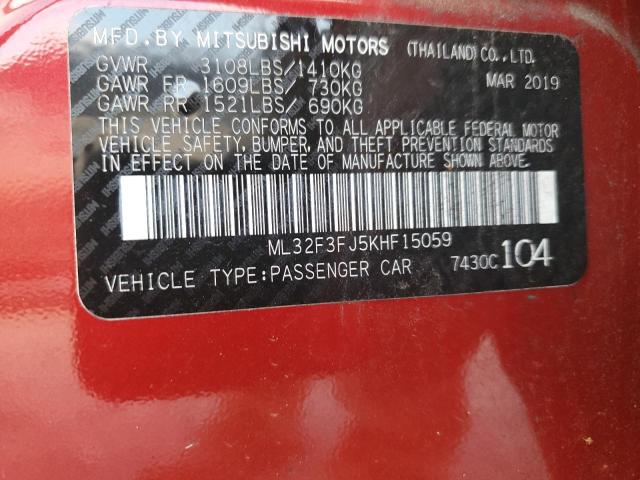 MFD.BY MITSUBISHI MOTORS (THAILAND) CO.,LTD.
GVWR 3108LBS/1410KG MAR 2019
GAWR FR 1609LBS/ 730KG
GAWR RR 1521LBS/ 690KG
THIS VEHICLE CONFORMS TO ALL APPLICABLE FEDERAL MOTOR
VEHICLE SAFETY, BUMPER, AND THEFT PREVENTION STANDARDS
IN EFFECT ON THE DATE OF MANUFACTURE SHOWN ABOVE.
ML32F3FJ5KHF15059
VEHICLE TYPE:PASSENGER CAR 7430C 104